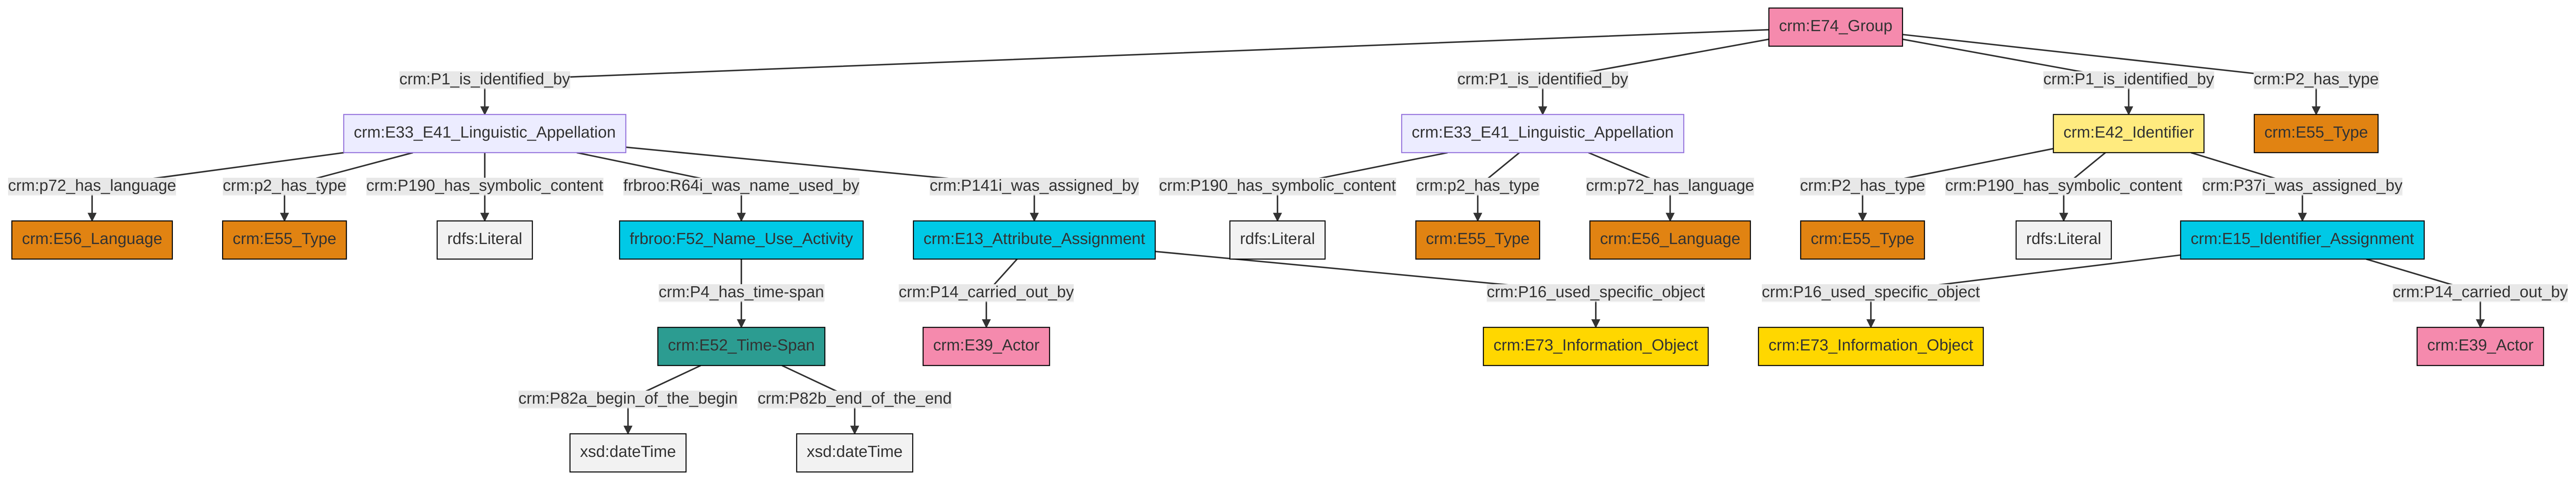 crm:E74_Group
crm:P1_is_identified_by
crm:P1_is_identified_by
crm:P1_is_identified_by
crm:P2_has_type
crm:E33_E41_Linguistic_Appellation
crm:E33_E41_Linguistic_Appellation
crm:E42_Identifier
crm:E55_Type
crm:p72_has_language
crm:p2_has_type
crm:P190_has_symbolic_content
frbroo:R64i_was_name_used_by
crm:P141i_was_assigned_by
crm:P190_has_symbolic_content
crm:p2_has_type
crm:p72_has_language
crm:P2_has_type
crm:P190_has_symbolic_content
crm:P37i_was_assigned_by
crm:E56_Language
crm:E55_Type
rdfs:Literal
frbroo:F52_Name_Use_Activity
crm:E13_Attribute_Assignment
rdfs:Literal
crm:E55_Type
crm:E56_Language
crm:E55_Type
rdfs:Literal
crm:E15_Identifier_Assignment
crm:P4_has_time-span
crm:P14_carried_out_by
crm:P16_used_specific_object
crm:P16_used_specific_object
crm:P14_carried_out_by
crm:E52_Time-Span
crm:E39_Actor
crm:E73_Information_Object
crm:E73_Information_Object
crm:E39_Actor
crm:P82a_begin_of_the_begin
crm:P82b_end_of_the_end
xsd:dateTime
xsd:dateTime